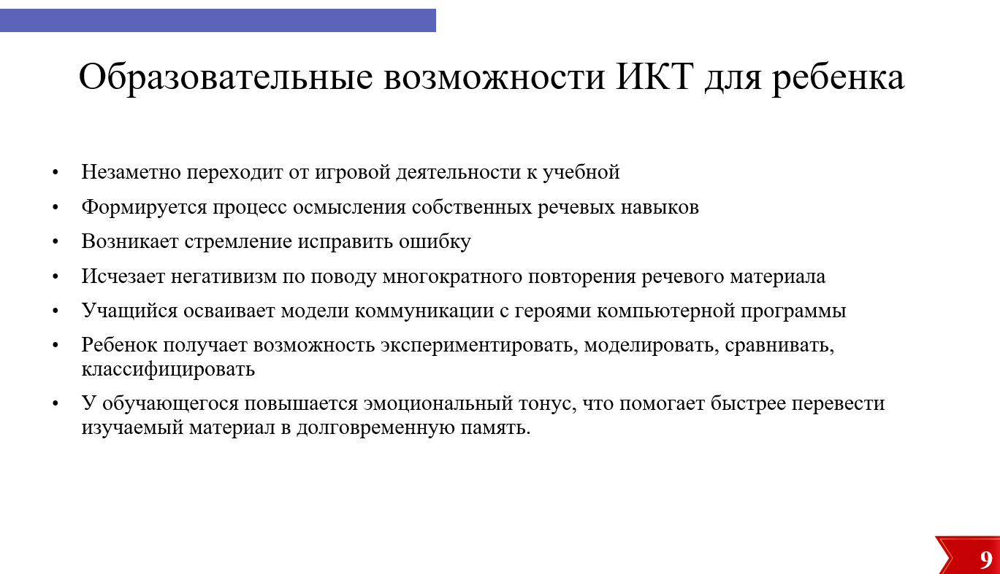 Образовательные возможности ИКТ для ребенка
• Незаметно переходит от игровой деятельности к учебной
• Формируется процесс осмысления собственных речевых навыков
• Возникает стремление исправить ошибку
• Исчезает негативизм по поводу многократного повторения речевого материала
• Учащийся осваивает модели коммуникации с героями компьютерной программы
• Ребенок получает возможность экспериментировать, моделировать, сравнивать,
классифицировать
• У обучающегося повышается эмоциональный тонус, что помогает быстрее перевести
изучаемый материал в долговременную память.
9